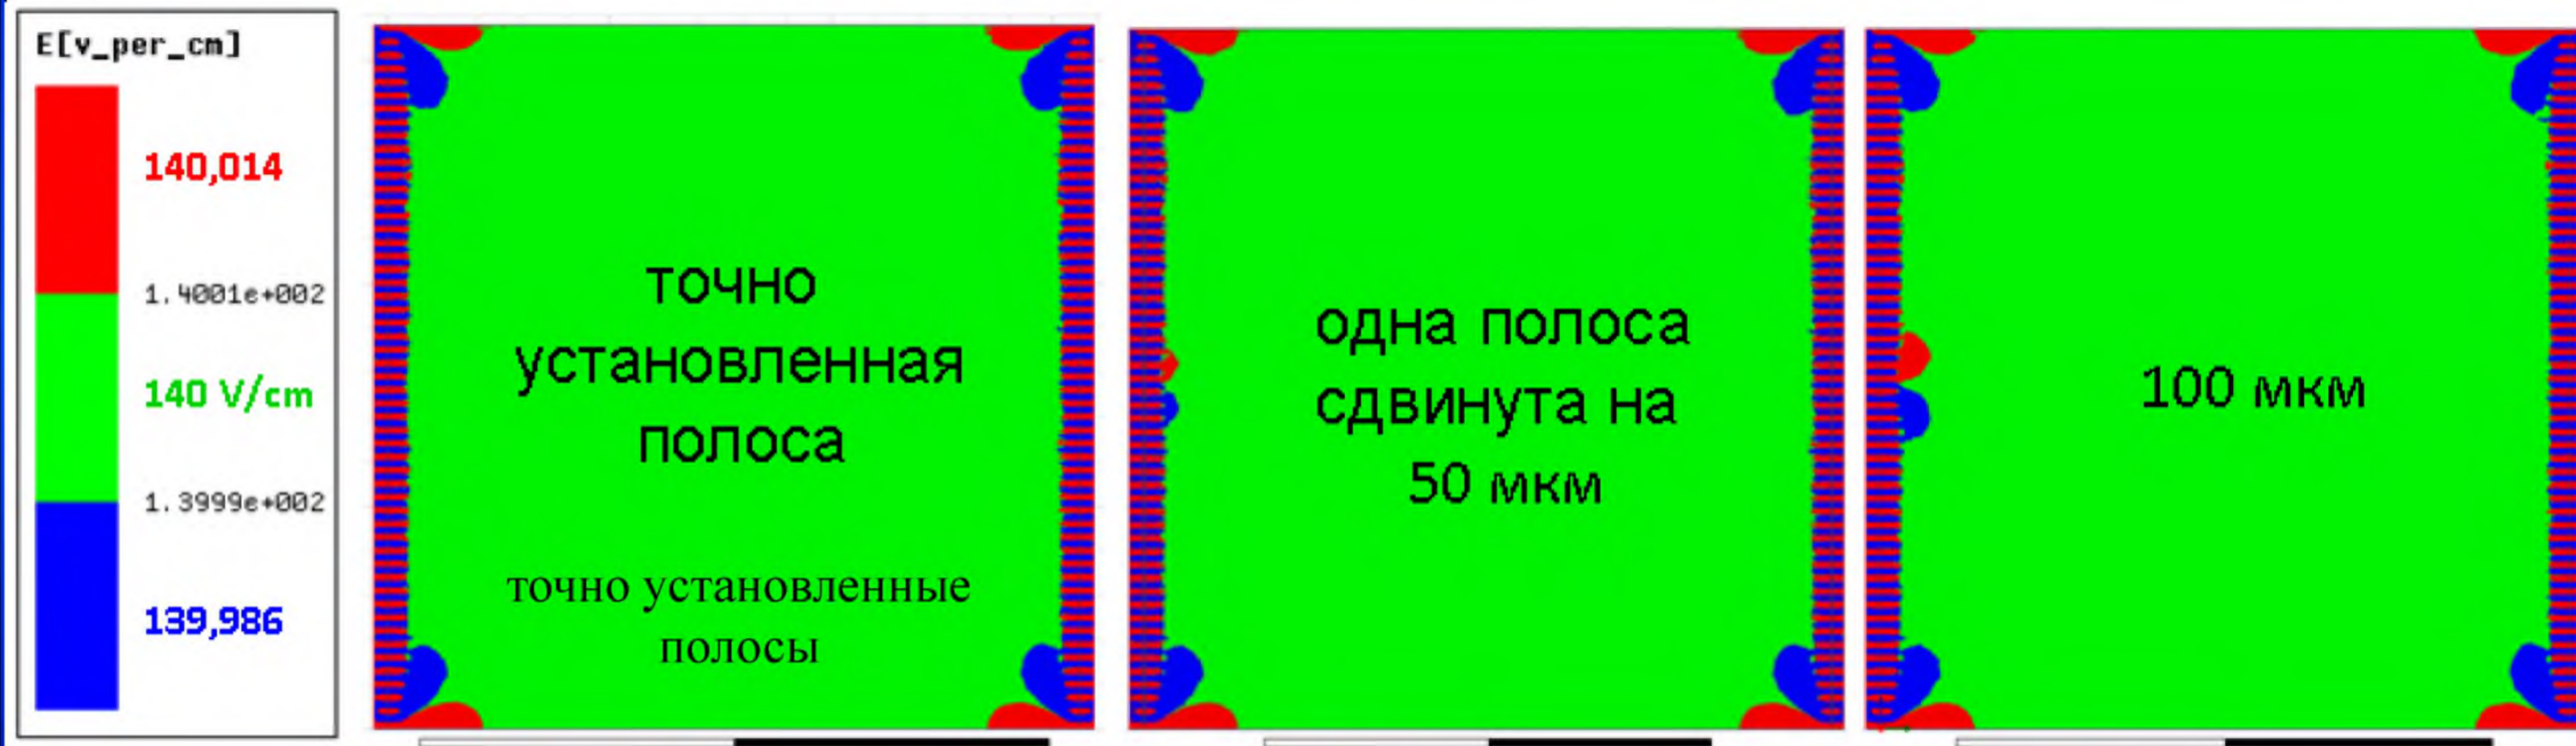 E[v_per_cm]
140,014
1.4001e+002
140 V/cm
1.3999e+002
139,986
точно
установленная
полоса
точно установленные
полосы
одна полоса
сдвинута на
50 мкм
100 мкм